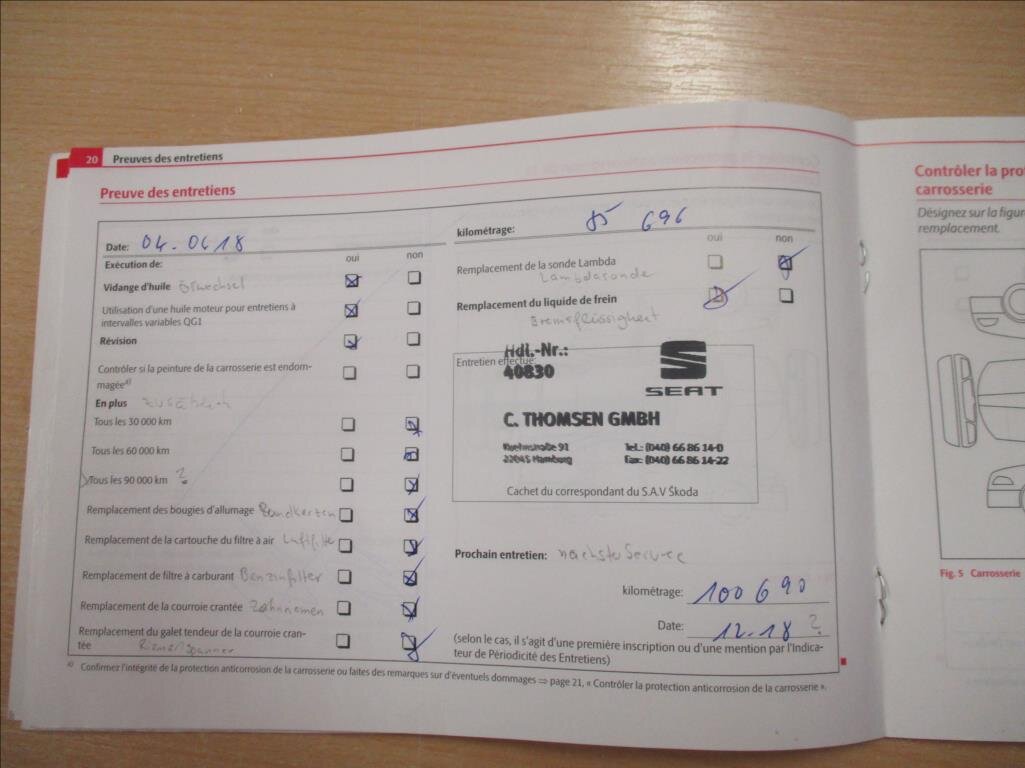 20 Preuves des entretiens
Preuve des entretiens
Date: 04.0618
Exécution de:
oui non
Vidange d'huile Ölwechsel
Utilisation d'une huile moteur pour entretiens à
intervalles variables QG1
Révision
Contrôler si la peinture de la carrosserie est endom-
magée a)
En plus zusätzlich
Tous les 30 000 km
Tous les 60 000 km
Tous les 90 000 km ?
Remplacement des bougies d'allumage
Remplacement de la cartouche du filtre à air Luftfilter
Remplacement de filtre à carburant Benzinfilter
Remplacement de la courroie crantée Zahnriemen
Remplacement du galet tendeur de la courroie cran-
tée
kilométrage: 85 696
oui non
Remplacement de la sonde Lambda
Lambdasonde
Remplacement du liquide de frein
Bremsflüssigkeit
Entretien effectué:
Hdl.-Nr.:
40830
SEAT
C. THOMSEN GMBH
Tel.: (040) 66 86 14-0
22045 Hamburg Fax: (040) 66 86 14-22
Cachet du correspondant du S.A.V Škoda
Prochain entretien: nächster Service
kilométrage: 100 690
Date: 12.18 ?
(selon le cas, il s'agit d'une première inscription ou d'une mention par l'Indica-
teur de Périodicité des Entretiens)
a) Confirmez l'intégrité de la protection anticorrosion de la carrosserie ou faites des remarques sur d'éventuels dommages ⇒ page 21, « Contrôler la protection anticorrosion de la carrosserie ».
Contrôler la pro
carrosserie
Désignez sur la figur
remplacement.
Fig. 5 Carrosserie